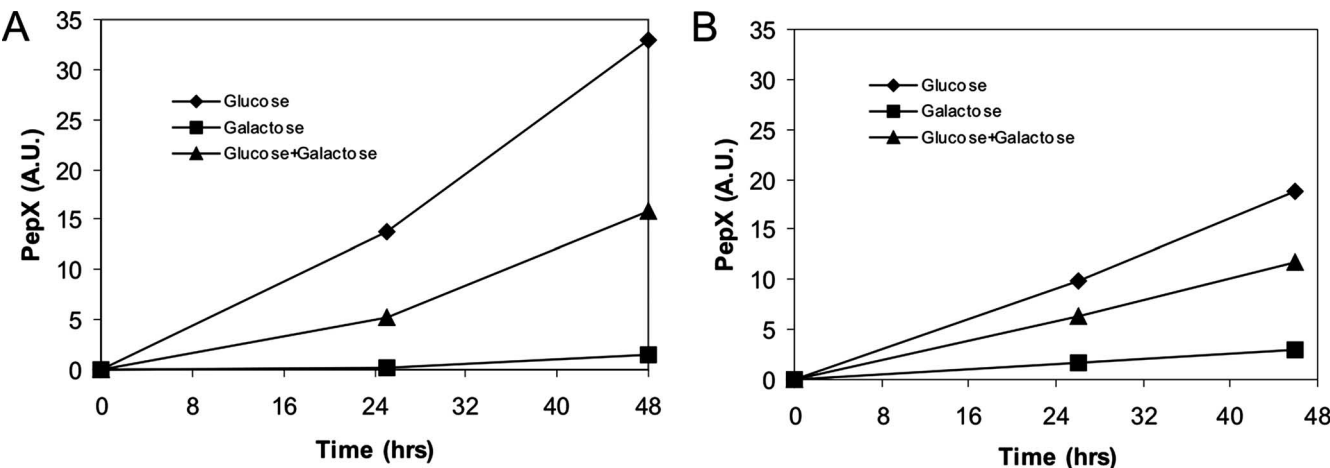 A
35
30
25
20
15
10
5
0
PepX (A.U.)
Glucose
Galactose
Glucose+Galactose
0 8 16 24 32 40 48
Time (hrs)
B
35
30
25
20
15
10
5
0
PepX (A.U.)
Glucose
Galactose
Glucose+Galactose
0 8 16 24 32 40 48
Time (hrs)